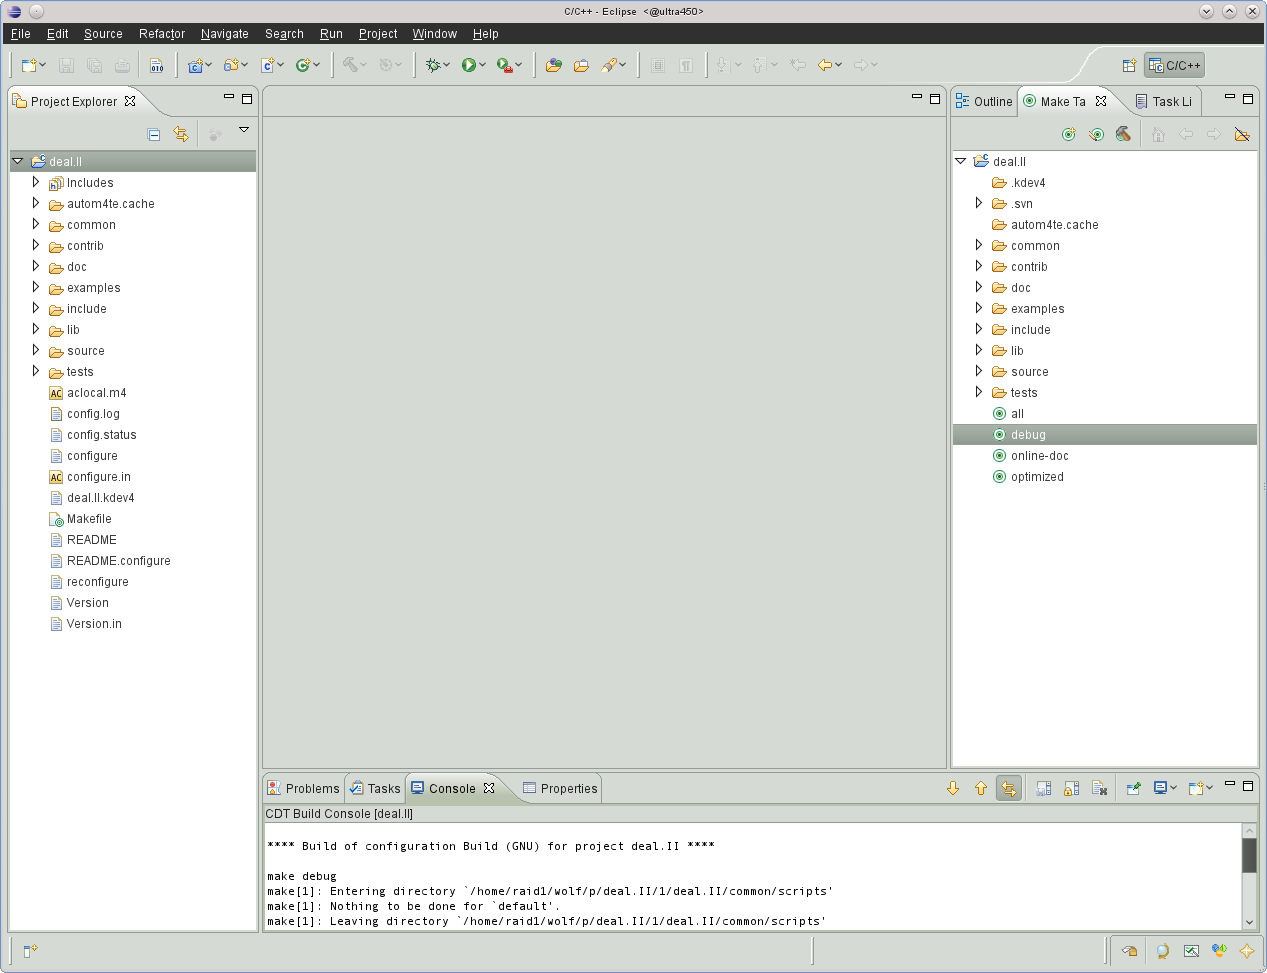 C/C++ - Eclipse <@ultra450>
File Edit Source Refactor Navigate Search Run Project Window Help
010
C/C++
Project Explorer
deal.II
Includes
autom4te.cache
common
contrib
doc
examples
include
lib
source
tests
aclocal.m4
config.log
config.status
configure
configure.in
deal.II.kdev4
Makefile
README
README.configure
reconfigure
Version
Version.in
Outline Make Ta Task Li
deal.II
.kdev4
.svn
autom4te.cache
common
contrib
doc
examples
include
lib
source
tests
all
debug
online-doc
optimized
Problems Tasks Console Properties
CDT Build Console [deal.II]
**** Build of configuration Build (GNU) for project deal.II ****
make debug
make[1]: Entering directory `/home/raid1/wolf/p/deal.II/1/deal.II/common/scripts'
make[1]: Nothing to be done for `default'.
make[1]: Leaving directory `/home/raid1/wolf/p/deal.II/1/deal.II/common/scripts'